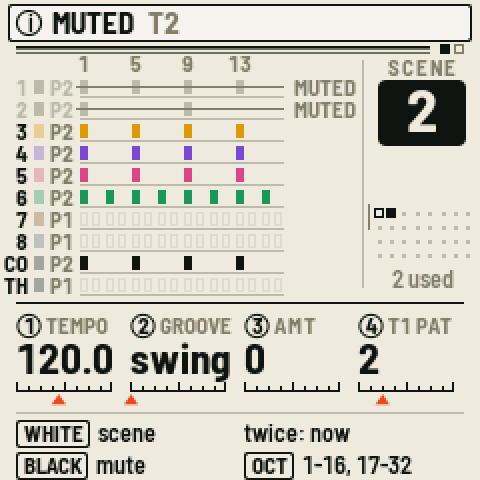 ⓘ MUTED T2
1 5 9 13
SCENE
2
1 P2 MUTED
2 P2 MUTED
3 P2
4 P2
5 P2
6 P2
7 P1
8 P1
CO P2
TH P1
2 used
① TEMPO ② GROOVE ③ AMT ④ T1 PAT
120.0 swing 0 2
WHITE scene twice: now
BLACK mute OCT 1-16, 17-32